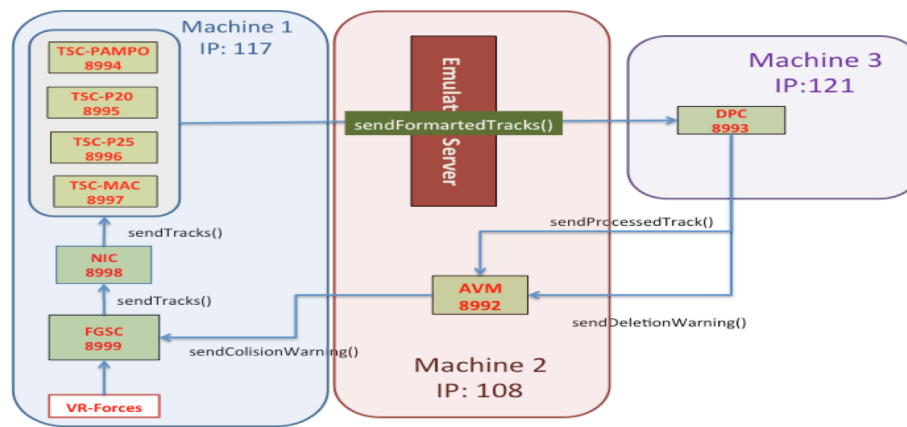 Machine 1
IP: 117
TSC-PAMPO
8994
TSC-P20
8995
TSC-P25
8996
TSC-MAC
8997
sendTracks()
NIC
8998
sendTracks()
FGSC
8999
VR-Forces
Emulat
Server
sendFormartedTracks()
Machine 3
IP:121
DPC
8993
sendProcessedTrack()
AVM
8992
sendDeletionWarning()
sendColisionWarning()
Machine 2
IP: 108